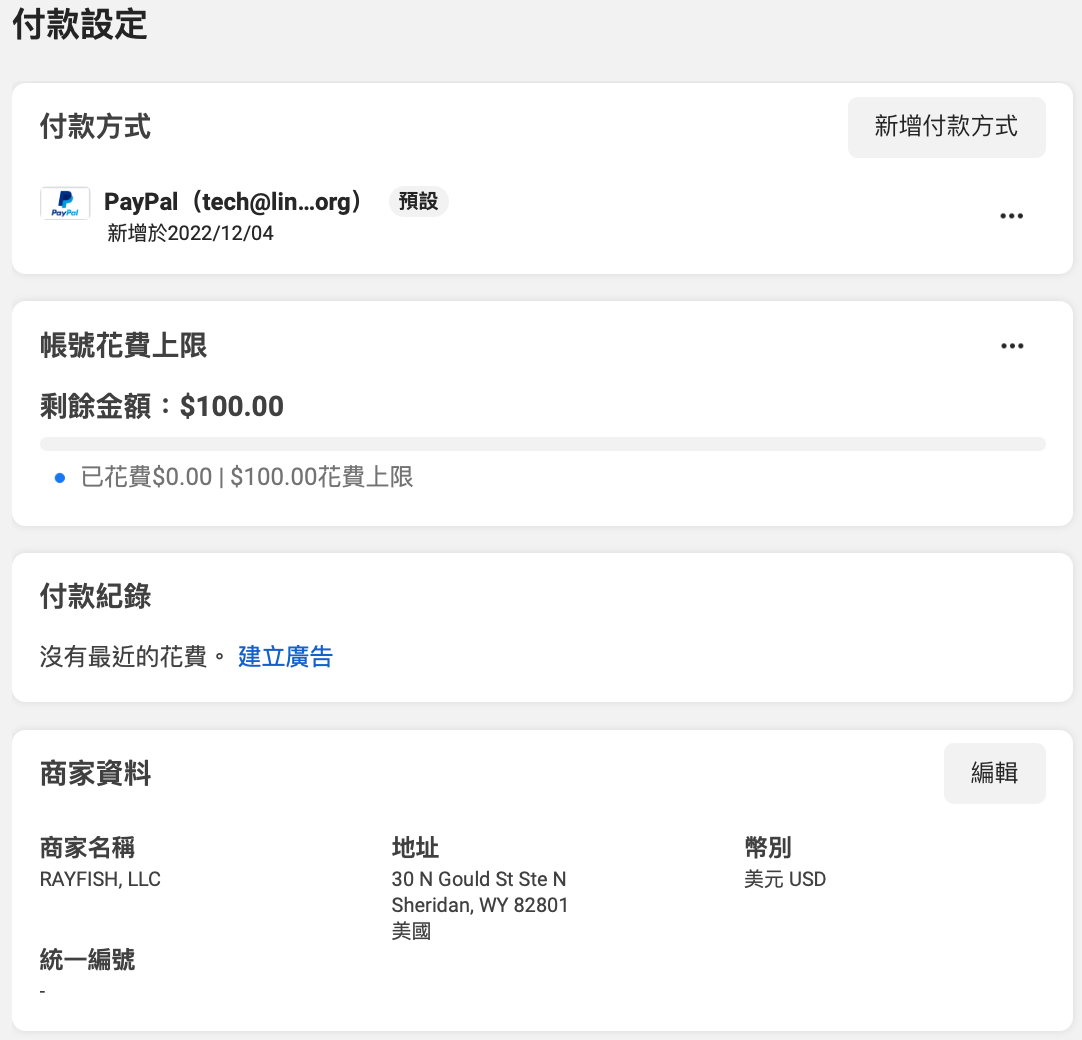 付款設定
付款方式
新增付款方式
PayPal
PayPal（tech@lin...org）
預設
新增於2022/12/04
帳號花費上限
剩餘金額：$100.00
已花費$0.00 | $100.00花費上限
付款紀錄
沒有最近的花費。 建立廣告
商家資料
編輯
商家名稱
RAYFISH, LLC
地址
30 N Gould St Ste N
Sheridan, WY 82801
美國
幣別
美元 USD
統一編號
-